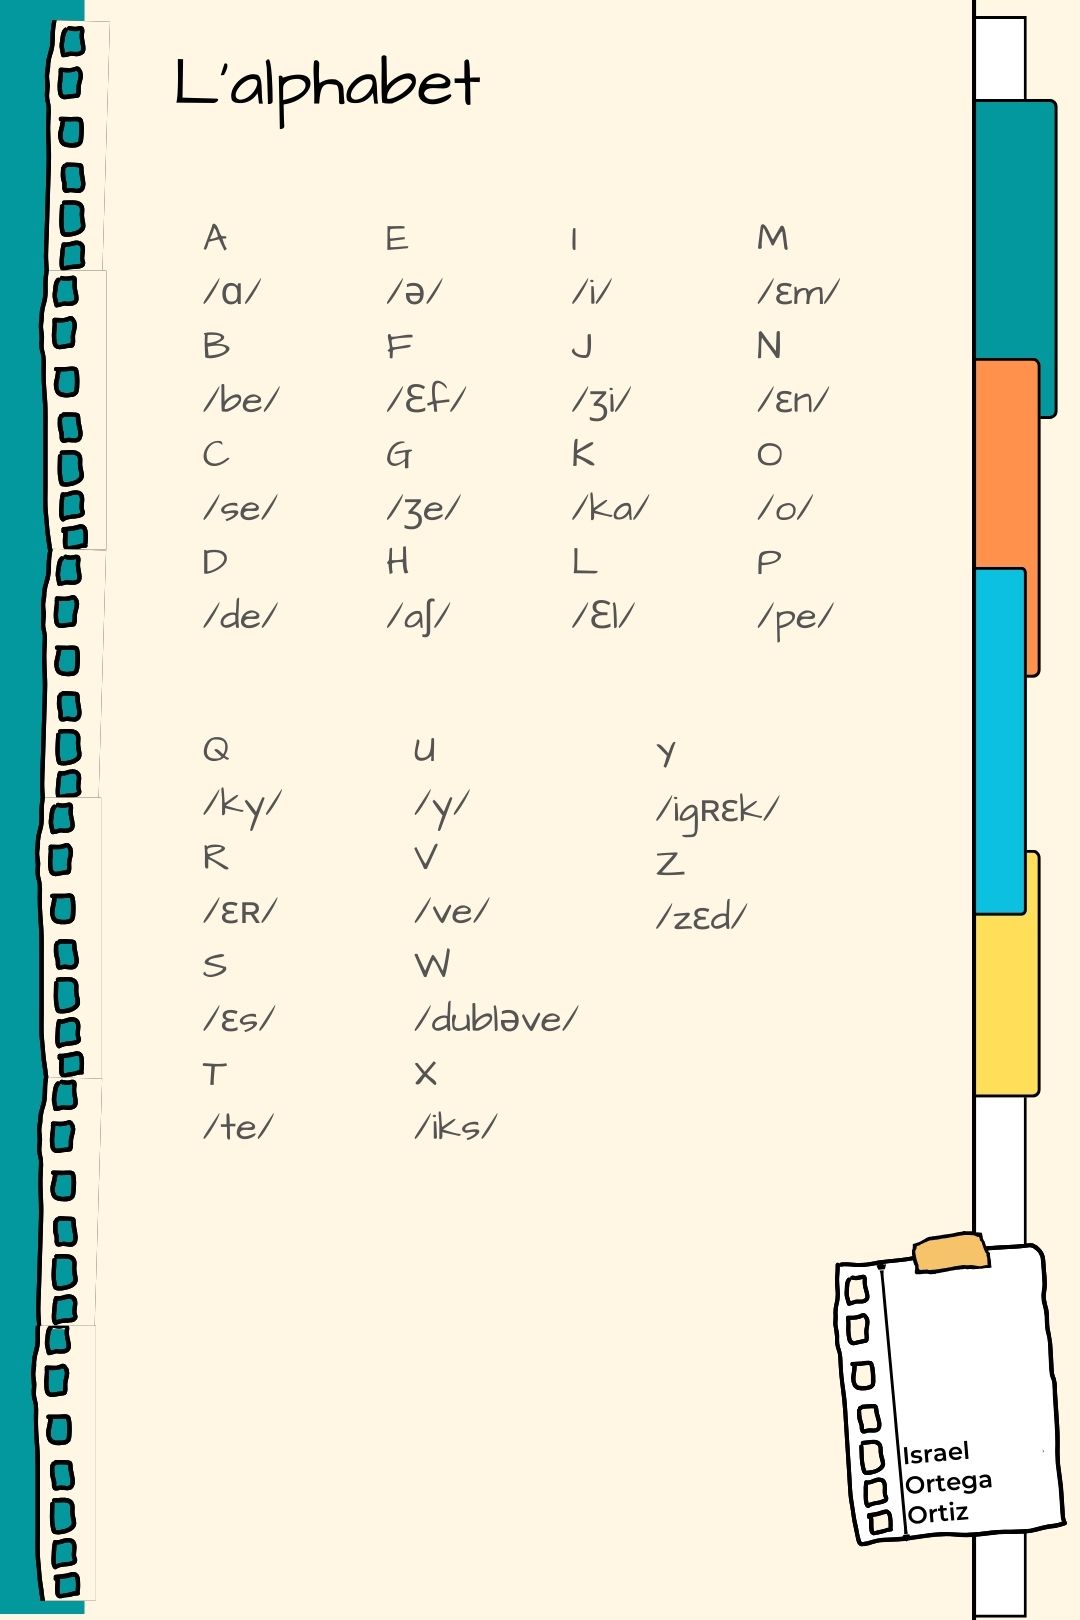 L'alphabet
A
/ɑ/
B
/be/
C
/se/
D
/de/
E
/ə/
F
/Ɛf/
G
/ʒe/
H
/aʃ/
I
/i/
J
/ʒi/
K
/ka/
L
/Ɛl/
M
/ɛm/
N
/ɛn/
O
/o/
P
/pe/
Q
/ky/
R
/ɛʀ/
S
/ɛs/
T
/te/
U
/y/
V
/ve/
W
/dubləve/
X
/iks/
Y
/igʀɛk/
Z
/zɛd/
Israel
Ortega
Ortiz